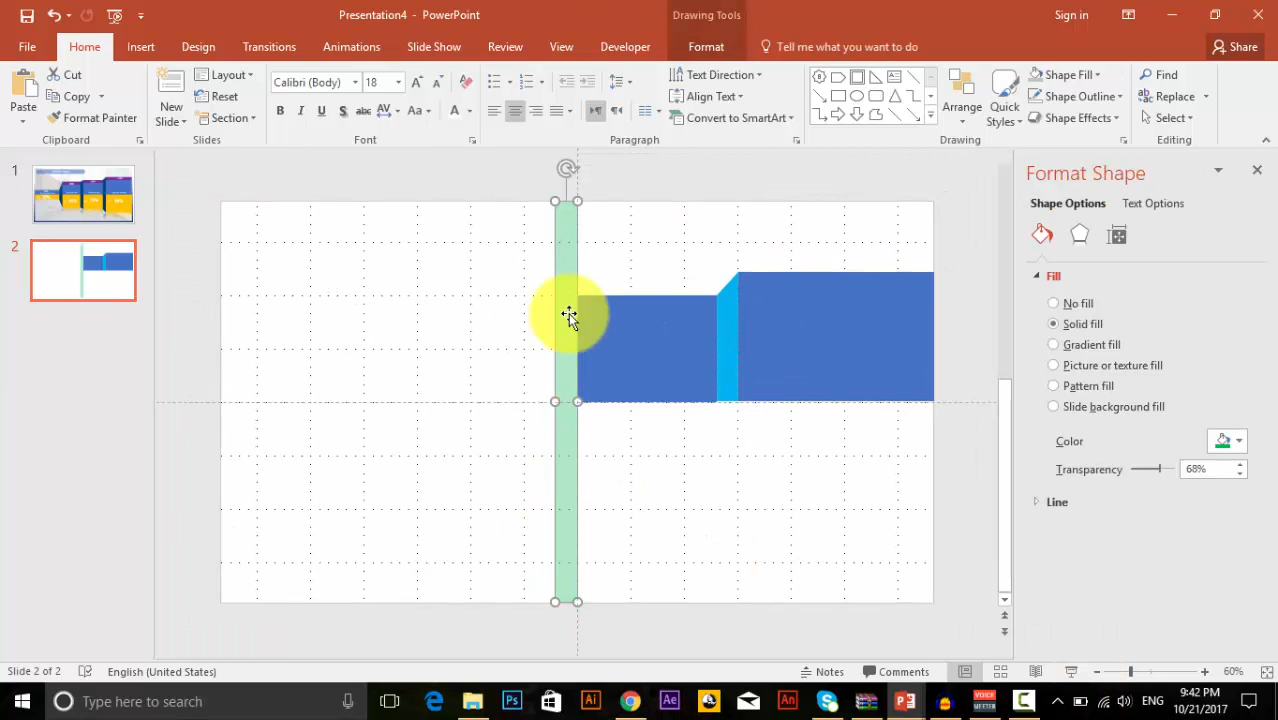 Presentation4 - PowerPoint
Drawing Tools
Sign in
File
Home
Insert
Design
Transitions
Animations
Slide Show
Review
View
Developer
Format
Tell me what you want to do
Share
Paste
Cut
Copy
Format Painter
Clipboard
New
Slide
Layout
Reset
Section
Slides
Calibri (Body)
18
Font
Paragraph
Text Direction
Align Text
Convert to SmartArt
Arrange
Quick
Styles
Shape Fill
Shape Outline
Shape Effects
Drawing
Find
Replace
Select
Editing
1
2
Format Shape
Shape Options
Text Options
Fill
No fill
Solid fill
Gradient fill
Picture or texture fill
Pattern fill
Slide background fill
Color
Transparency
68%
Line
Slide 2 of 2
English (United States)
Notes
Comments
60%
Type here to search
ENG
9:42 PM
10/21/2017